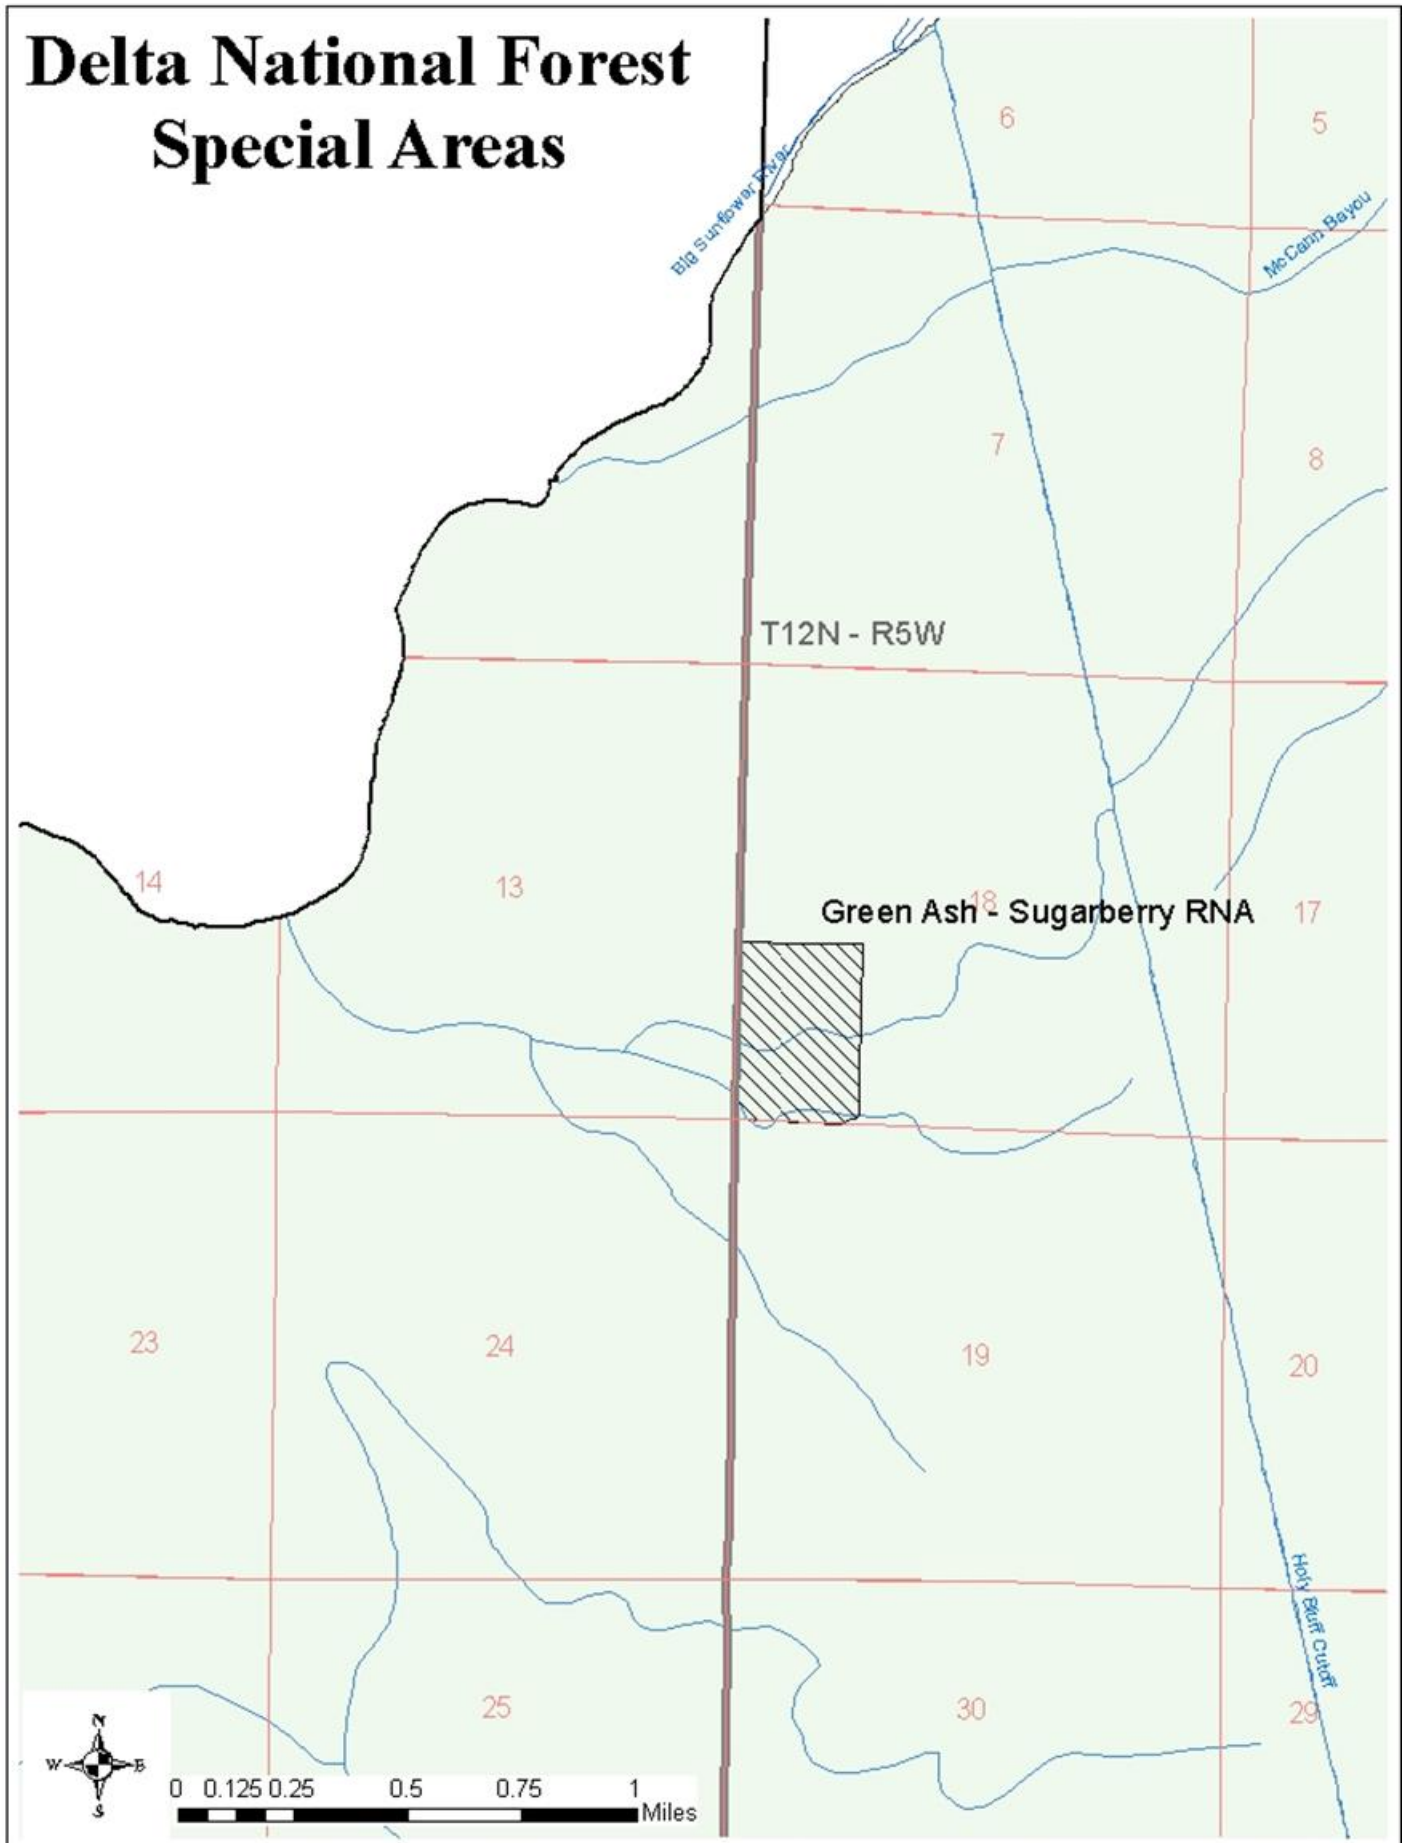 Delta National Forest
Special Areas
6
5
Big Sunflower River
McCann Bayou
7
8
T12N - R5W
14
13
18
Green Ash - Sugarberry RNA
17
23
24
19
20
Holly Bluff Cutoff
25
30
29
N
W E
S
0 0.125 0.25 0.5 0.75 1
Miles